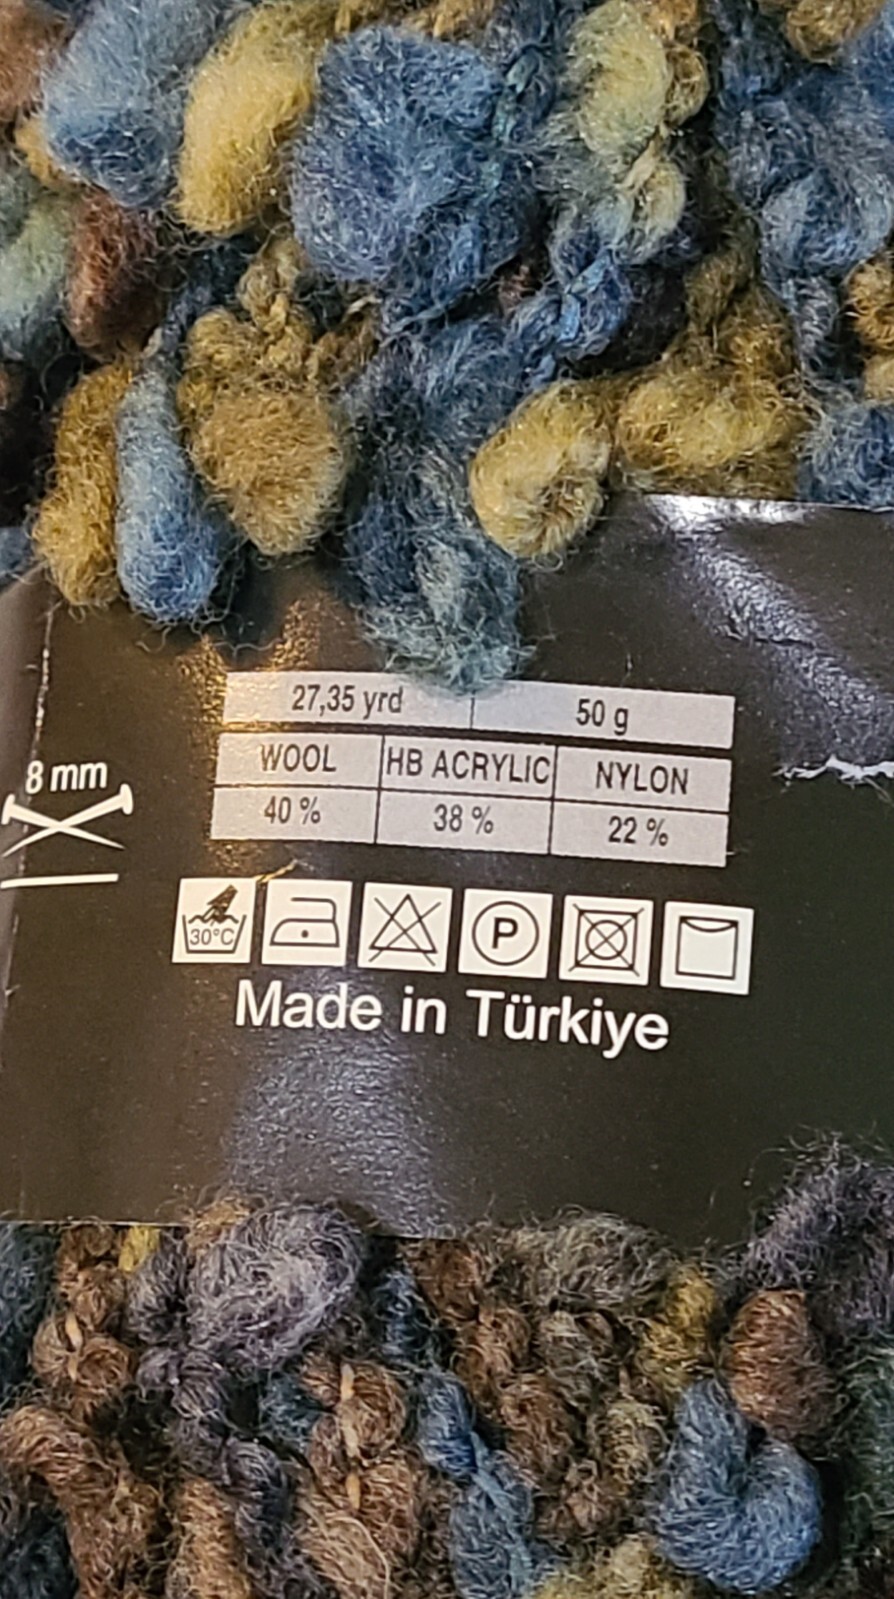 27,35 yrd 50 g
WOOL HB ACRYLIC NYLON
8 mm
40 % 38 % 22 %
30°C P
Made in Türkiye